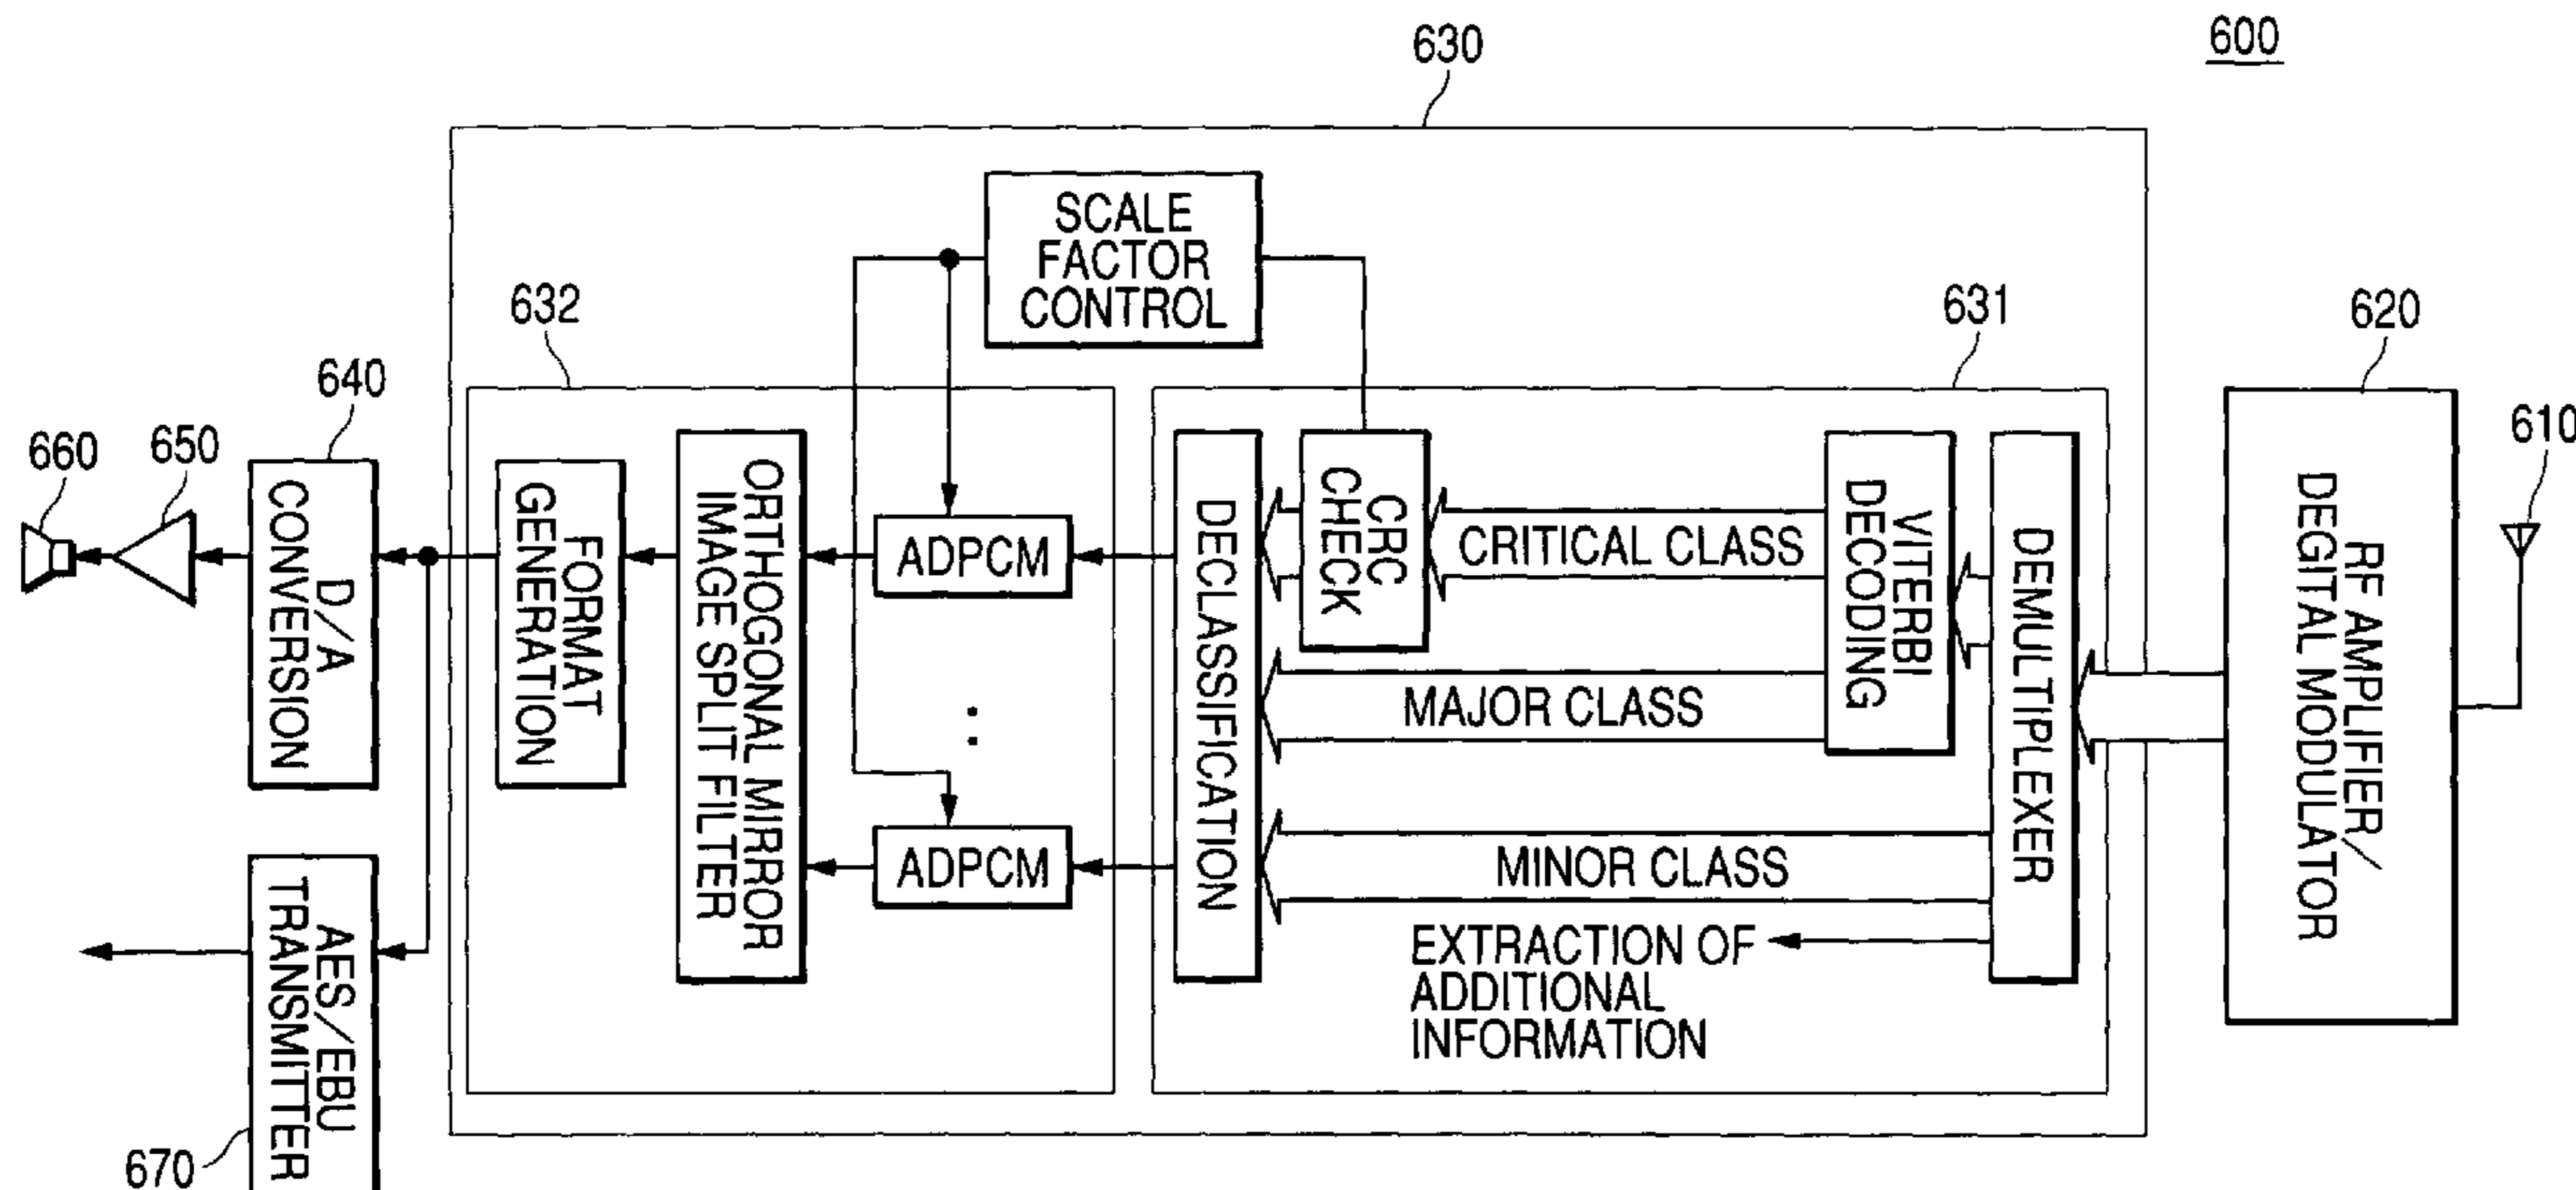 600
630
SCALE
FACTOR
CONTROL
632
631
620
640
610
660
650
D/A
CONVERSION
FORMAT
GENERATION
ORTHOGONAL MIRROR
IMAGE SPLIT FILTER
ADPCM
ADPCM
DECLASSIFICATION
CRC
CHECK
CRITICAL CLASS
MAJOR CLASS
MINOR CLASS
EXTRACTION OF
ADDITIONAL
INFORMATION
VITERBI
DECODING
DEMULTIPLEXER
RF AMPLIFIER/
DEGITAL MODULATOR
AES/EBU
TRANSMITTER
670